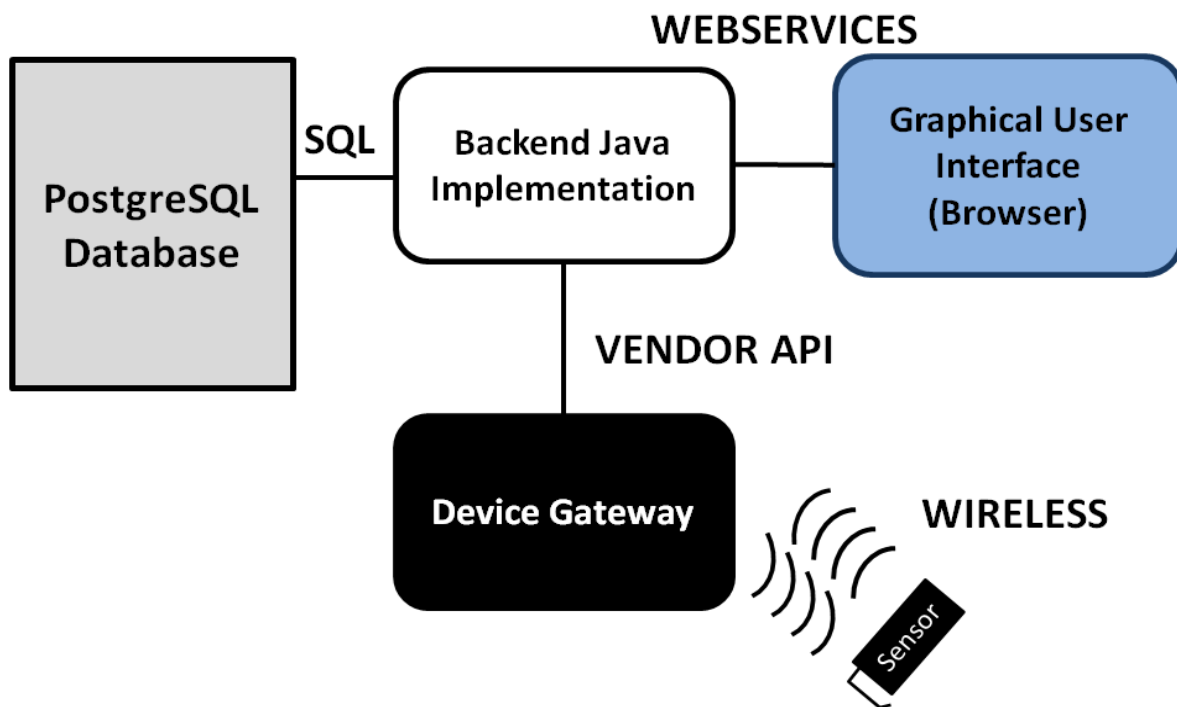 WEBSERVICES
PostgreSQL
Database
SQL
Backend Java
Implementation
Graphical User
Interface
(Browser)
VENDOR API
Device Gateway
WIRELESS
Sensor